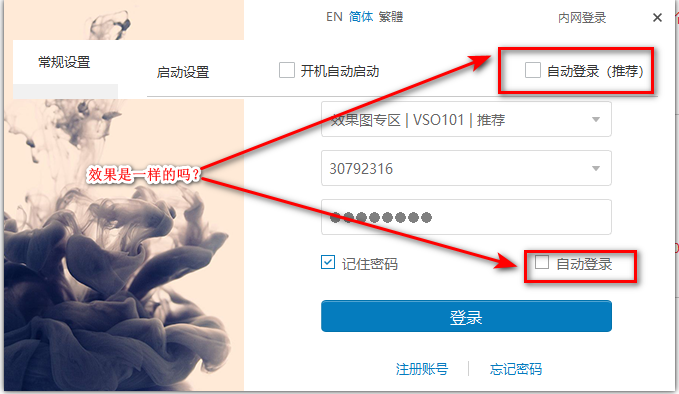 EN 简体 繁體
内网登录
常规设置
启动设置
开机自动启动
自动登录（推荐）
效果图专区 | VSO101 | 推荐
效果是一样的吗？
30792316
记住密码
自动登录
登录
注册账号
忘记密码